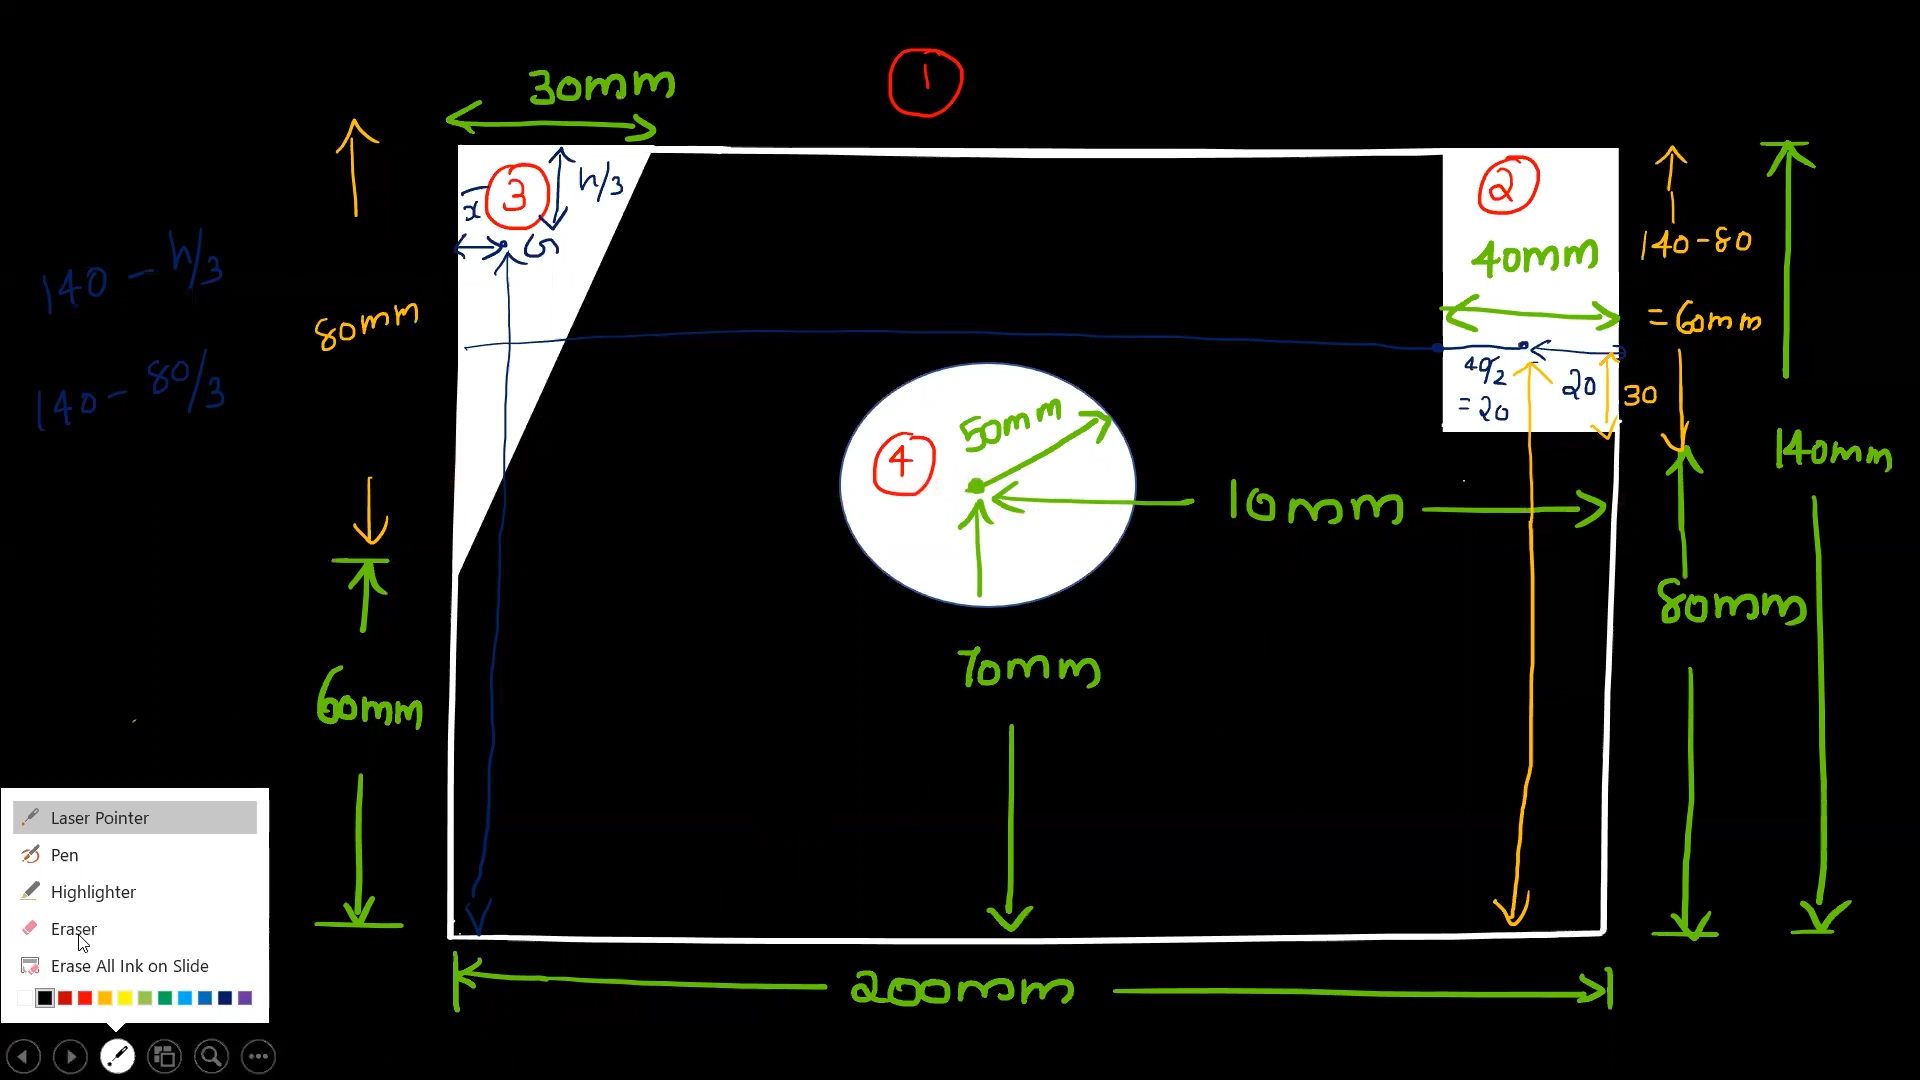 1
30mm
3
h/3
x̄
G
2
40mm
140-80
= 60mm
140 - h/3
80mm
140 - 80/3
40/2
= 20
20
30
50mm
4
10mm
140mm
80mm
70mm
60mm
200mm
Laser Pointer
Pen
Highlighter
Eraser
Erase All Ink on Slide